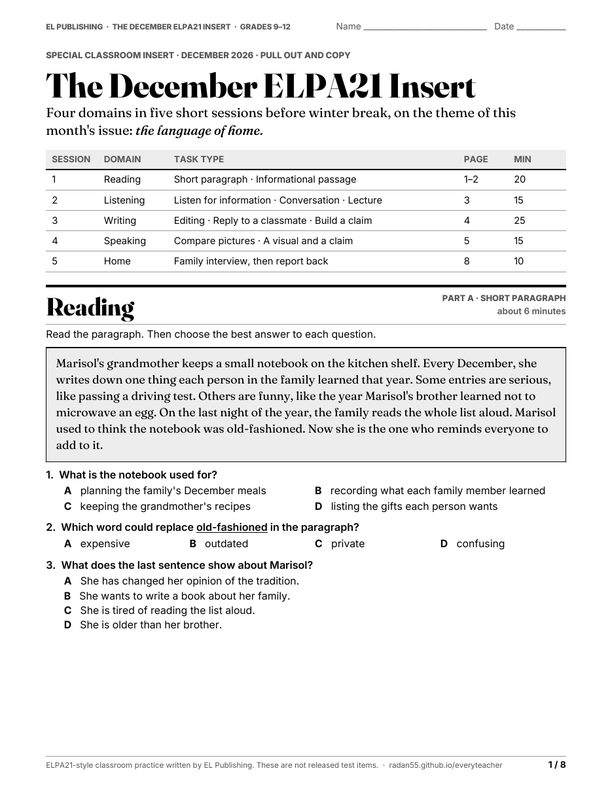 EL PUBLISHING · THE DECEMBER ELPA21 INSERT · GRADES 9–12 Name ______________________ Date __________
SPECIAL CLASSROOM INSERT · DECEMBER 2026 · PULL OUT AND COPY
The December ELPA21 Insert
Four domains in five short sessions before winter break, on the theme of this
month's issue: the language of home.
SESSION DOMAIN TASK TYPE PAGE MIN
1 Reading Short paragraph · Informational passage 1–2 20
2 Listening Listen for information · Conversation · Lecture 3 15
3 Writing Editing · Reply to a classmate · Build a claim 4 25
4 Speaking Compare pictures · A visual and a claim 5 15
5 Home Family interview, then report back 8 10
Reading PART A · SHORT PARAGRAPH
about 6 minutes
Read the paragraph. Then choose the best answer to each question.
Marisol's grandmother keeps a small notebook on the kitchen shelf. Every December, she
writes down one thing each person in the family learned that year. Some entries are serious,
like passing a driving test. Others are funny, like the year Marisol's brother learned not to
microwave an egg. On the last night of the year, the family reads the whole list aloud. Marisol
used to think the notebook was old-fashioned. Now she is the one who reminds everyone to
add to it.
1. What is the notebook used for?
A planning the family's December meals B recording what each family member learned
C keeping the grandmother's recipes D listing the gifts each person wants
2. Which word could replace old-fashioned in the paragraph?
A expensive B outdated C private D confusing
3. What does the last sentence show about Marisol?
A She has changed her opinion of the tradition.
B She wants to write a book about her family.
C She is tired of reading the list aloud.
D She is older than her brother.
ELPA21-style classroom practice written by EL Publishing. These are not released test items. · radan55.github.io/everyteacher 1 / 8